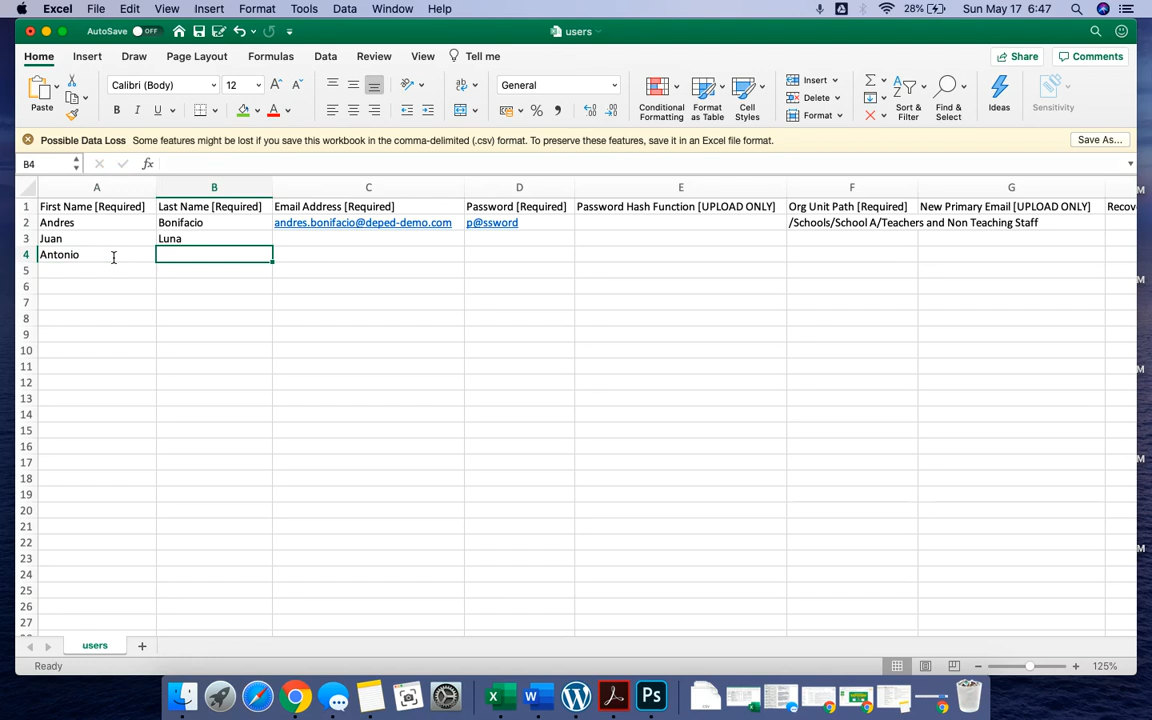 Excel File Edit View Insert Format Tools Data Window Help 28% Sun May 17 6:47
AutoSave OFF users
Home Insert Draw Page Layout Formulas Data Review View Tell me Share Comments
Paste Calibri (Body) 12 General Conditional Formatting Format as Table Cell Styles Insert Delete Format Sort & Filter Find & Select Ideas Sensitivity
B I U A % ,
Possible Data Loss Some features might be lost if you save this workbook in the comma-delimited (.csv) format. To preserve these features, save it in an Excel file format. Save As...
B4 fx
A B C D E F G
1 First Name [Required] Last Name [Required] Email Address [Required] Password [Required] Password Hash Function [UPLOAD ONLY] Org Unit Path [Required] New Primary Email [UPLOAD ONLY] Recov
2 Andres Bonifacio andres.bonifacio@deped-demo.com p@ssword /Schools/School A/Teachers and Non Teaching Staff
3 Juan Luna
4 Antonio
5
6
7
8
9
10
11
12
13
14
15
16
17
18
19
20
21
22
23
24
25
26
27
users
Ready 125%